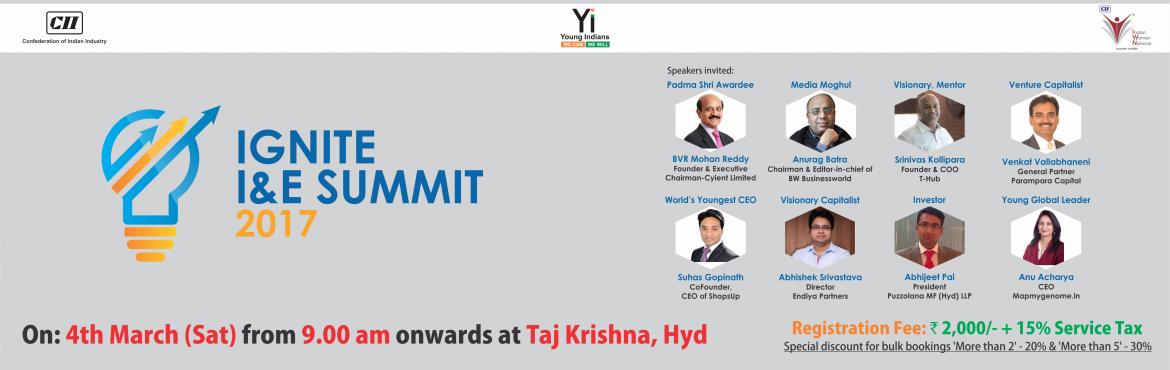 CII
Confederation of Indian Industry
Yi
Young Indians
WE CAN WE WILL
CII
Indian
Women
Network
IGNITE
I&E SUMMIT
2017
Speakers invited:
Padma Shri Awardee
BVR Mohan Reddy
Founder & Executive
Chairman-Cyient Limited
Media Moghul
Anurag Batra
Chairman & Editor-in-chief of
BW Businessworld
Visionary, Mentor
Srinivas Kollipara
Founder & COO
T-Hub
Venture Capitalist
Venkat Vallabhaneni
General Partner
Parampara Capital
World's Youngest CEO
Suhas Gopinath
CoFounder,
CEO of ShopsUp
Visionary Capitalist
Abhishek Srivastava
Director
Endiya Partners
Investor
Abhijeet Pai
President
Puzzolana MF (Hyd) LLP
Young Global Leader
Anu Acharya
CEO
Mapmygenome.in
On: 4th March (Sat) from 9.00 am onwards at Taj Krishna, Hyd
Registration Fee: ₹ 2,000/- + 15% Service Tax
Special discount for bulk bookings 'More than 2' - 20% & 'More than 5' - 30%